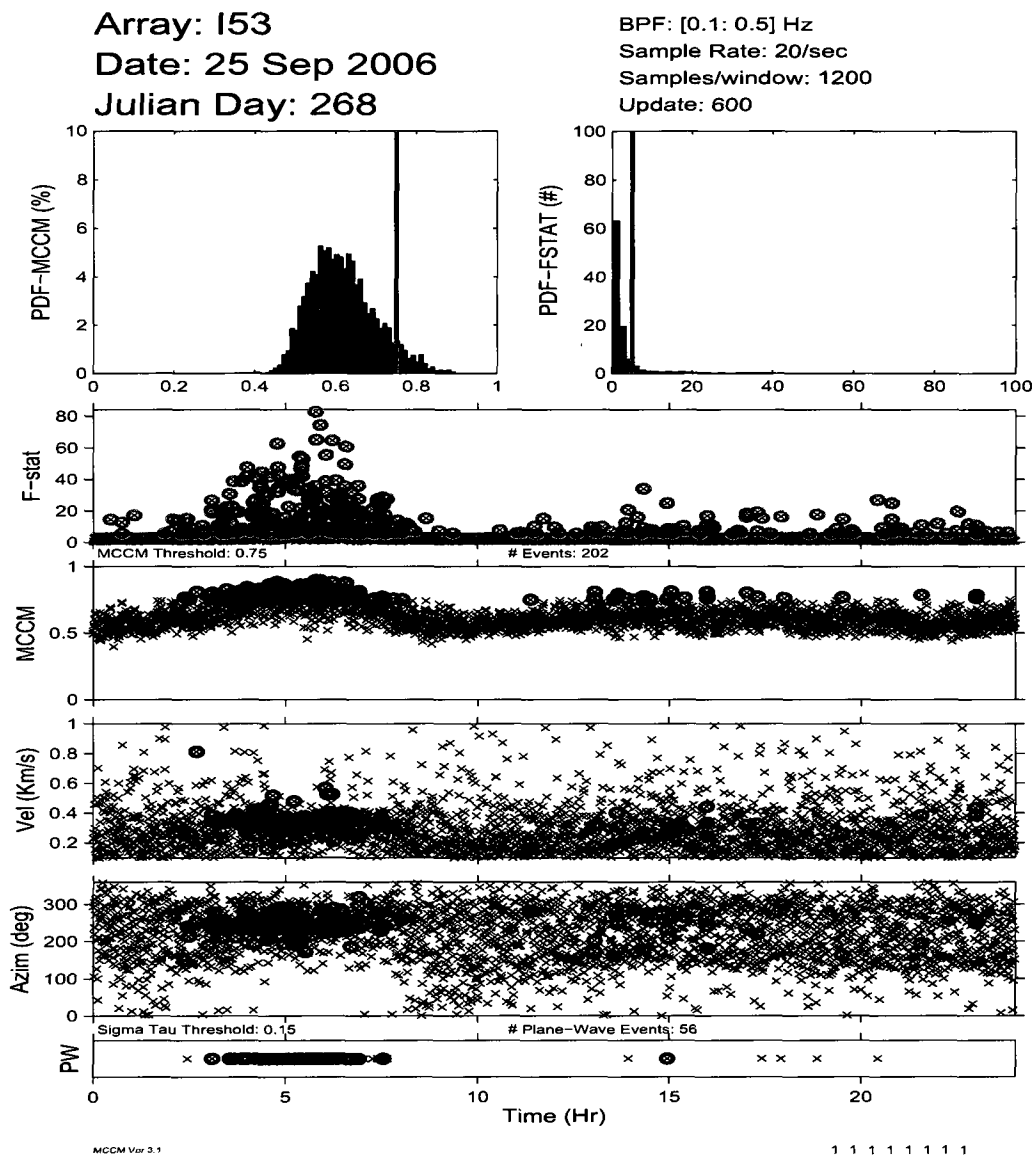 Array: I53
Date: 25 Sep 2006
Julian Day: 268
BPF: [0.1: 0.5] Hz
Sample Rate: 20/sec
Samples/window: 1200
Update: 600
PDF-MCCM (%)
10
8
6
4
2
0
0 0.2 0.4 0.6 0.8 1
PDF-FSTAT (#)
100
80
60
40
20
0
0 20 40 60 80 100
F-stat
80
60
40
20
0
MCCM Threshold: 0.75 # Events: 202
MCCM
1
0.5
0
Vel (Km/s)
1
0.8
0.6
0.4
0.2
Azim (deg)
300
200
100
0
Sigma Tau Threshold: 0.15 # Plane-Wave Events: 56
PW
0 5 10 15 20
Time (Hr)
MCCM Ver 3.1
1 1 1 1 1 1 1 1